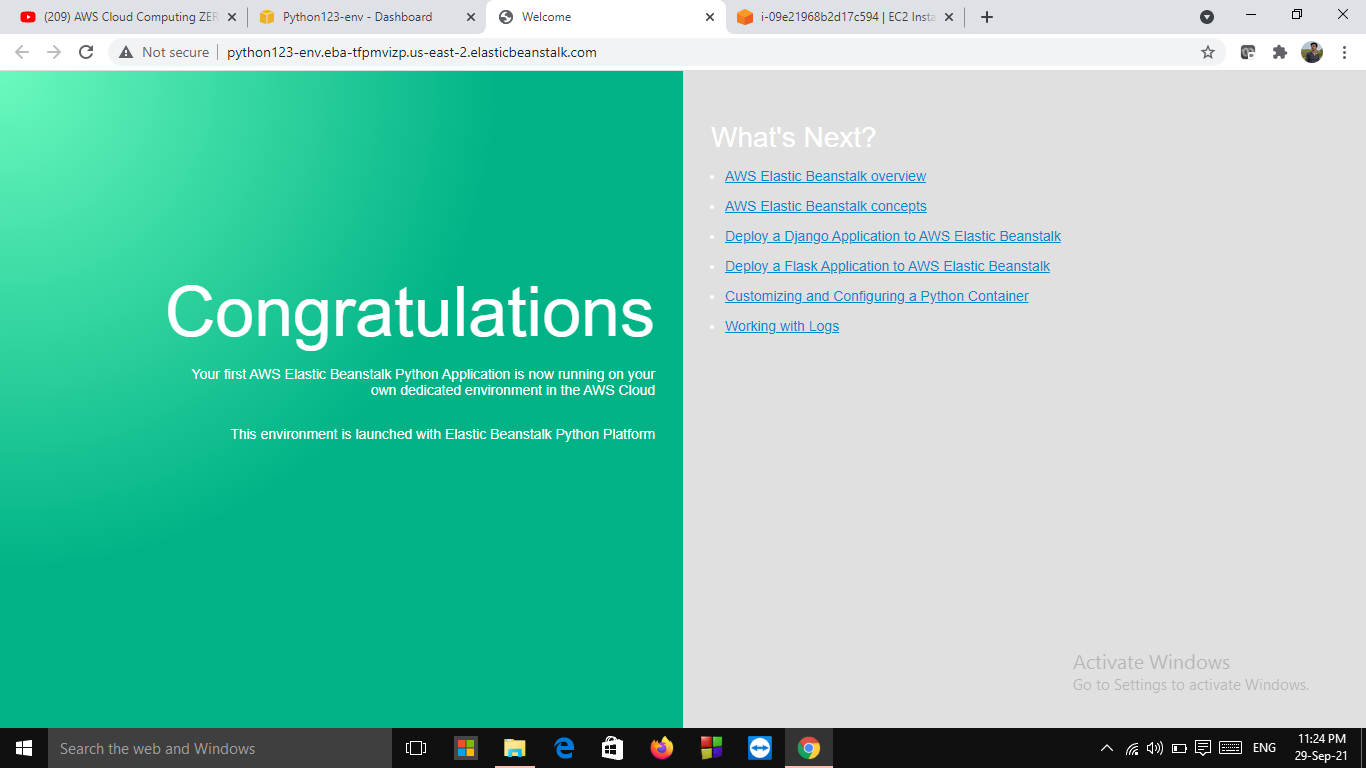 (209) AWS Cloud Computing ZER
Python123-env - Dashboard
Welcome
i-09e21968b2d17c594 | EC2 Insta
Not secure
python123-env.eba-tfpmvizp.us-east-2.elasticbeanstalk.com
Congratulations
Your first AWS Elastic Beanstalk Python Application is now running on your
own dedicated environment in the AWS Cloud
This environment is launched with Elastic Beanstalk Python Platform
What's Next?
AWS Elastic Beanstalk overview
AWS Elastic Beanstalk concepts
Deploy a Django Application to AWS Elastic Beanstalk
Deploy a Flask Application to AWS Elastic Beanstalk
Customizing and Configuring a Python Container
Working with Logs
Activate Windows
Go to Settings to activate Windows.
Search the web and Windows
ENG
11:24 PM
29-Sep-21